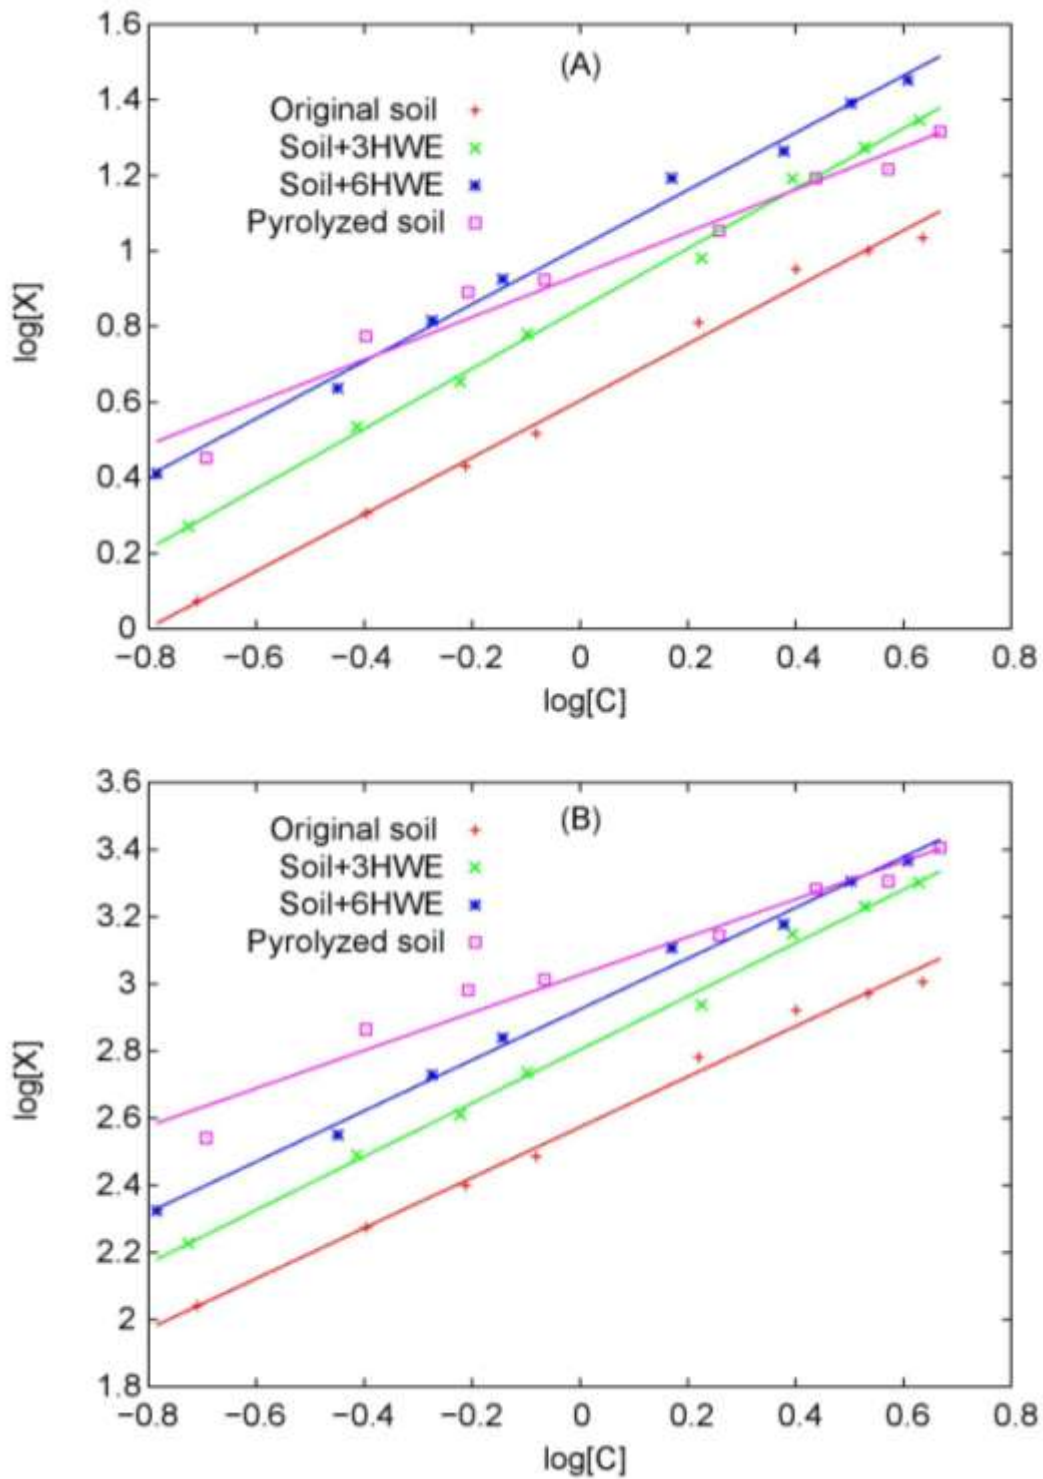 1.6
(A)
1.4
Original soil
Soil+3HWE
1.2
Soil+6HWE
Pyrolyzed soil
1
log[X]
0.8
0.6
0.4
0.2
0
−0.8 −0.6 −0.4 −0.2 0 0.2 0.4 0.6 0.8
log[C]
3.6
(B)
Original soil
3.4
Soil+3HWE
Soil+6HWE
3.2
Pyrolyzed soil
3
log[X]
2.8
2.6
2.4
2.2
2
1.8
−0.8 −0.6 −0.4 −0.2 0 0.2 0.4 0.6 0.8
log[C]